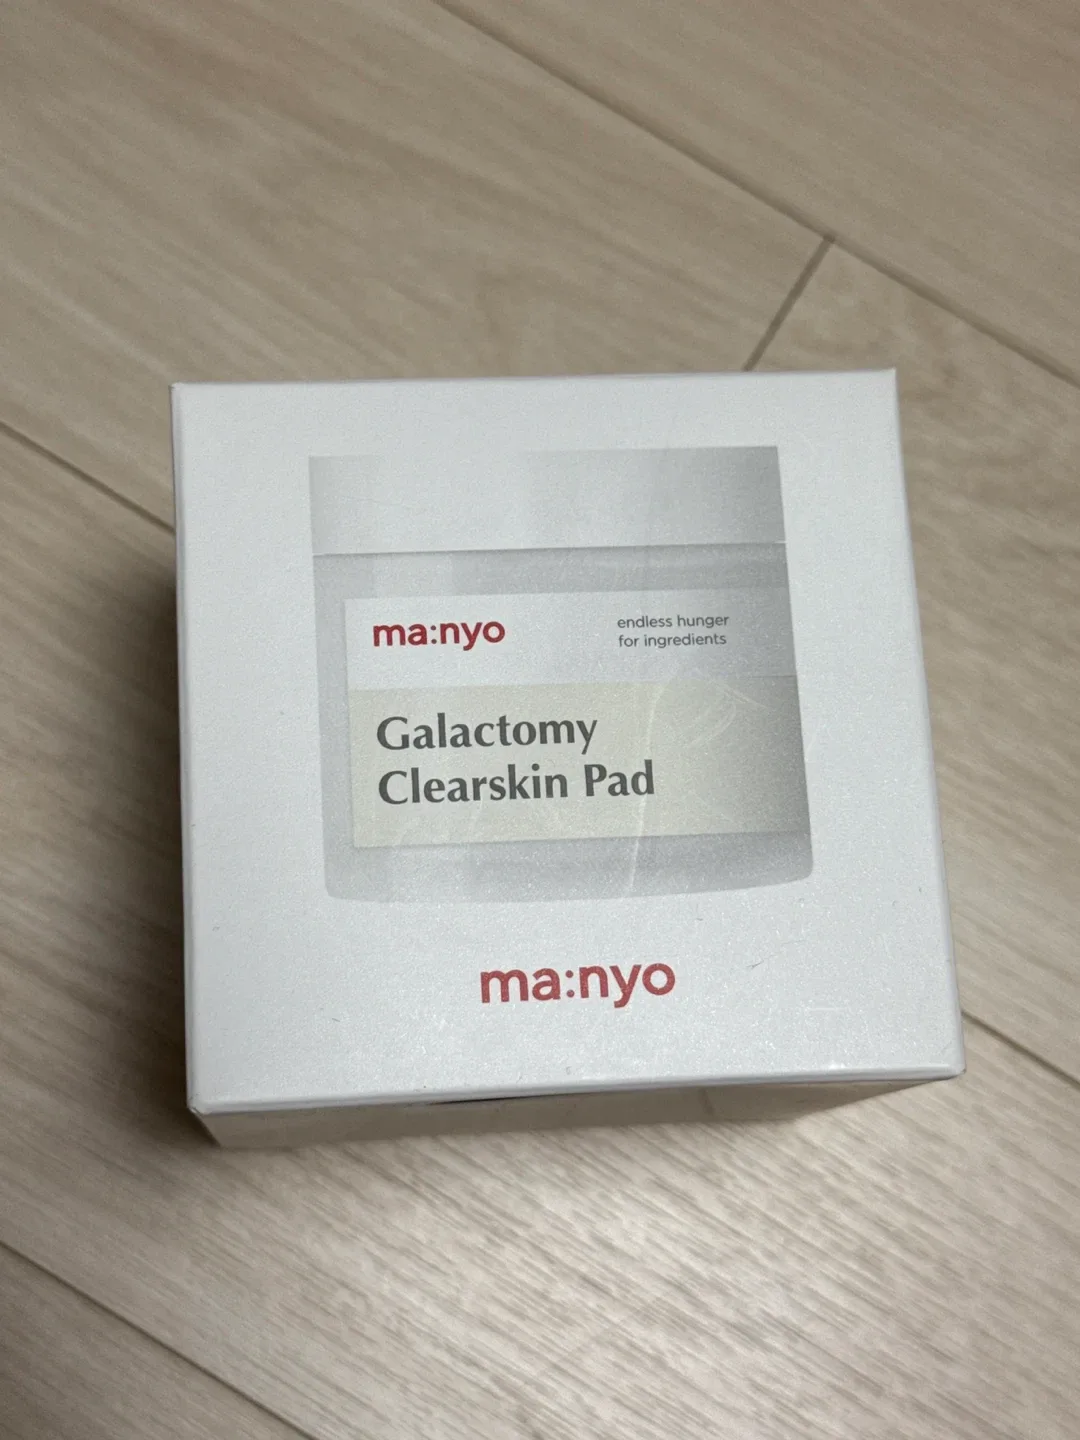 ma:nyo
endless hunger
for ingredients
Galactomy
Clearskin Pad
ma:nyo